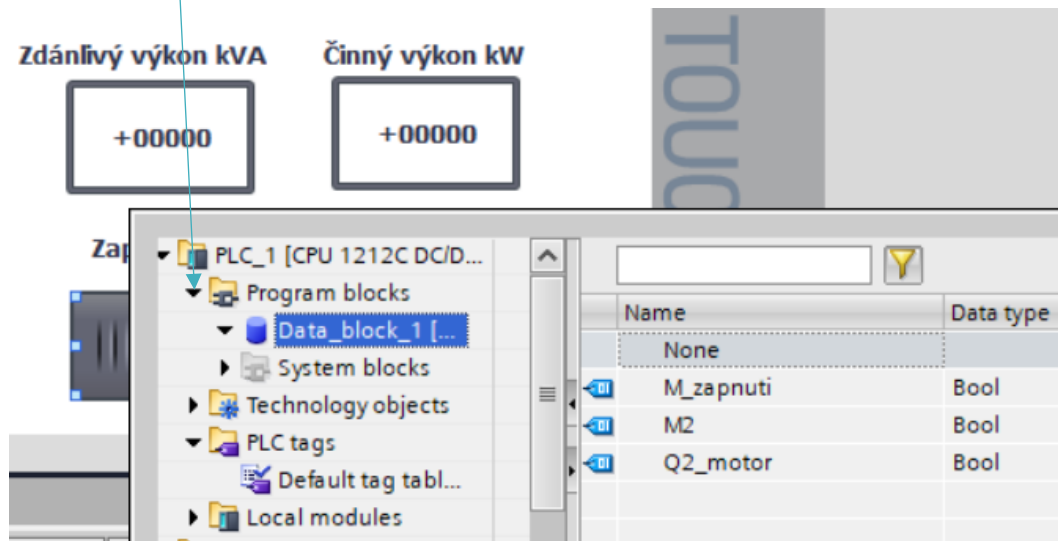 Zdánlivý výkon kVA
Činný výkon kW
+00000
+00000
TOUC
Zap
PLC_1 [CPU 1212C DC/D...
Program blocks
Data_block_1 [...
System blocks
Technology objects
PLC tags
Default tag tabl...
Local modules
Name
Data type
None
M_zapnuti
Bool
M2
Bool
Q2_motor
Bool